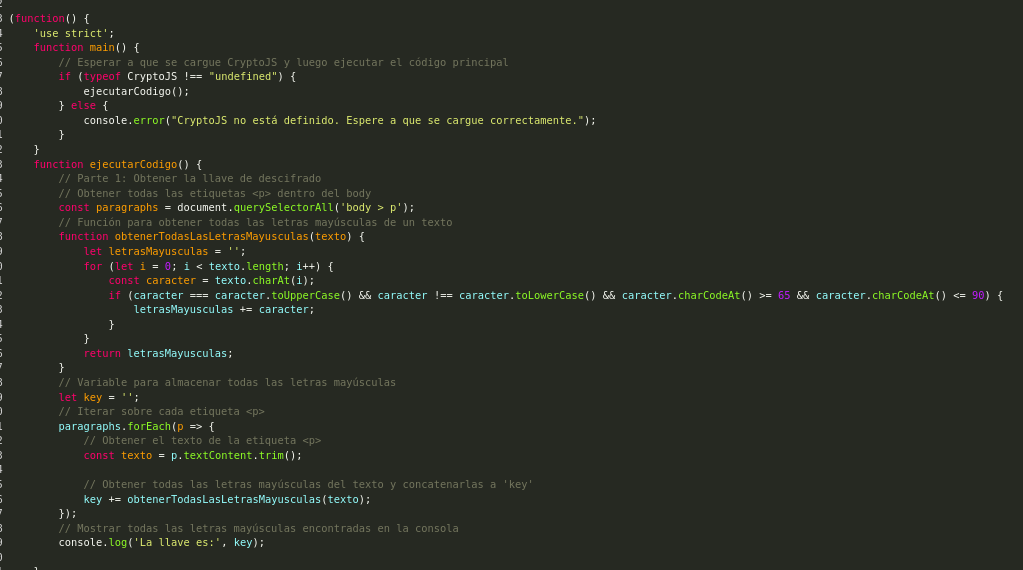 (function() {
    'use strict';
    function main() {
        // Esperar a que se cargue CryptoJS y luego ejecutar el código principal
        if (typeof CryptoJS !== "undefined") {
            ejecutarCodigo();
        } else {
            console.error("CryptoJS no está definido. Espere a que se cargue correctamente.");
        }
    }
    function ejecutarCodigo() {
        // Parte 1: Obtener la llave de descifrado
        // Obtener todas las etiquetas <p> dentro del body
        const paragraphs = document.querySelectorAll('body > p');
        // Función para obtener todas las letras mayúsculas de un texto
        function obtenerTodasLasLetrasMayusculas(texto) {
            let letrasMayusculas = '';
            for (let i = 0; i < texto.length; i++) {
                const caracter = texto.charAt(i);
                if (caracter === caracter.toUpperCase() && caracter !== caracter.toLowerCase() && caracter.charCodeAt() >= 65 && caracter.charCodeAt() <= 90) {
                    letrasMayusculas += caracter;
                }
            }
            return letrasMayusculas;
        }
        // Variable para almacenar todas las letras mayúsculas
        let key = '';
        // Iterar sobre cada etiqueta <p>
        paragraphs.forEach(p => {
            // Obtener el texto de la etiqueta <p>
            const texto = p.textContent.trim();

            // Obtener todas las letras mayúsculas del texto y concatenarlas a 'key'
            key += obtenerTodasLasLetrasMayusculas(texto);
        });
        // Mostrar todas las letras mayúsculas encontradas en la consola
        console.log('La llave es:', key);